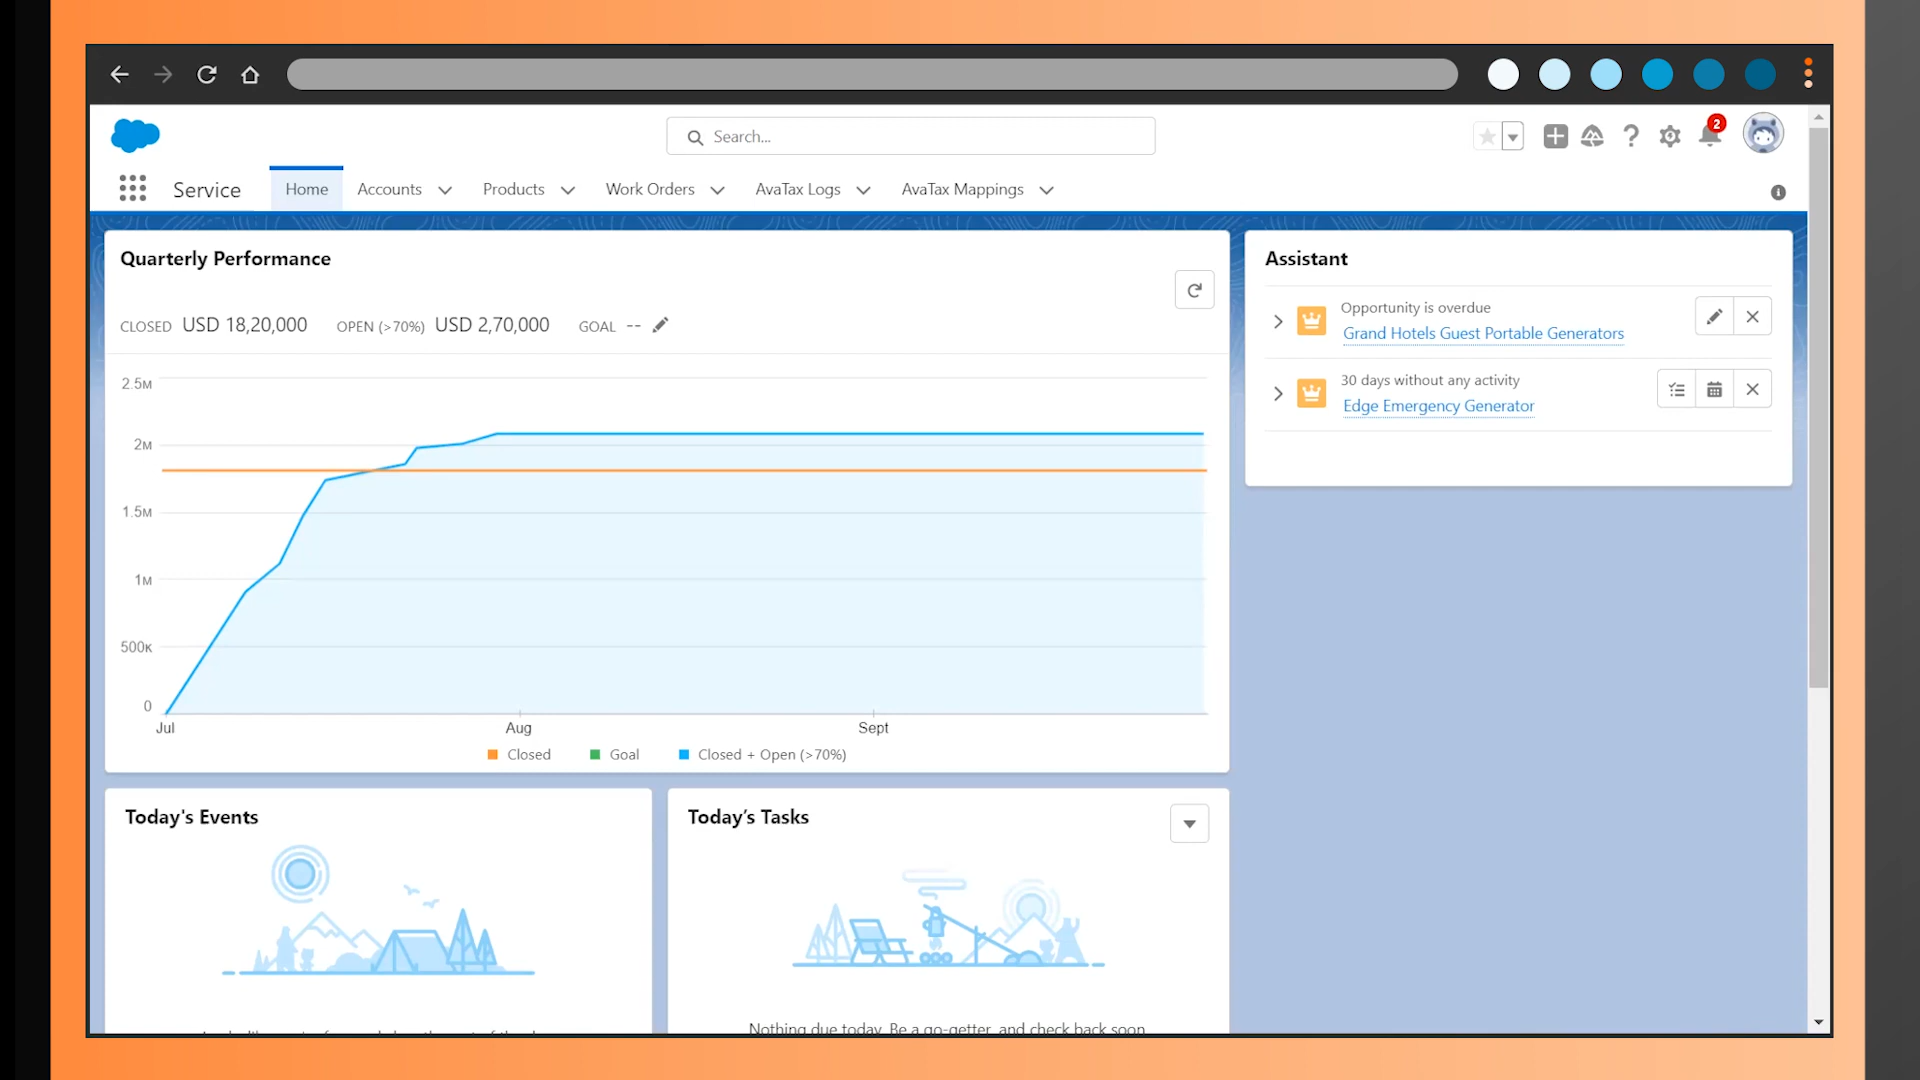 Search...
2
Service
Home
Accounts
Products
Work Orders
AvaTax Logs
AvaTax Mappings
Quarterly Performance
CLOSED USD 18,20,000 OPEN (>70%) USD 2,70,000 GOAL --
2.5M
2M
1.5M
1M
500K
0
Jul Aug Sept
Closed Goal Closed + Open (>70%)
Assistant
Opportunity is overdue
Grand Hotels Guest Portable Generators
30 days without any activity
Edge Emergency Generator
Today's Events
Today's Tasks
Nothing due today. Be a go-getter, and check back soon.